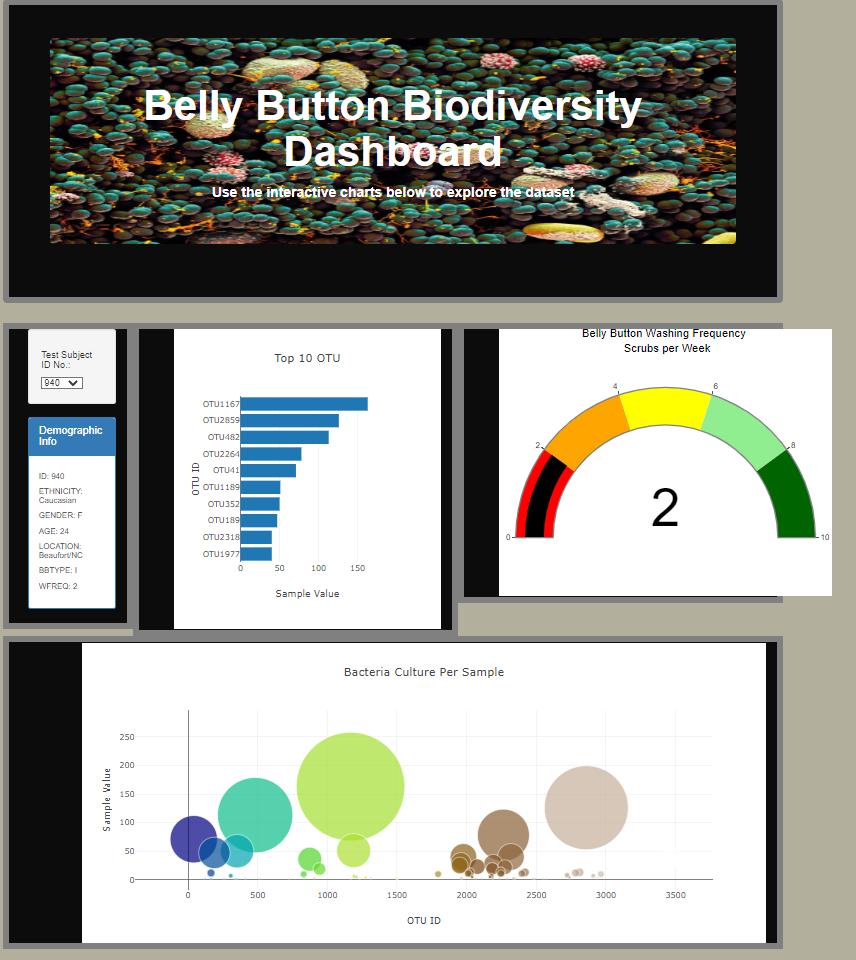 Belly Button Biodiversity
Dashboard
Use the interactive charts below to explore the dataset
Test Subject
ID No.:
940
Demographic
Info
ID: 940
ETHNICITY:
Caucasian
GENDER: F
AGE: 24
LOCATION:
Beaufort/NC
BBTYPE: I
WFREQ: 2
Top 10 OTU
OTU ID
OTU1167
OTU2859
OTU482
OTU2264
OTU41
OTU1189
OTU352
OTU189
OTU2318
OTU1977
0 50 100 150
Sample Value
Belly Button Washing Frequency
Scrubs per Week
0
2
4
6
8
10
2
Bacteria Culture Per Sample
Sample Value
250
200
150
100
50
0
0 500 1000 1500 2000 2500 3000 3500
OTU ID